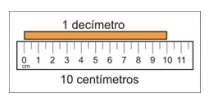 1 decímetro
0 1 2 3 4 5 6 7 8 9 10 11
cm
10 centímetros